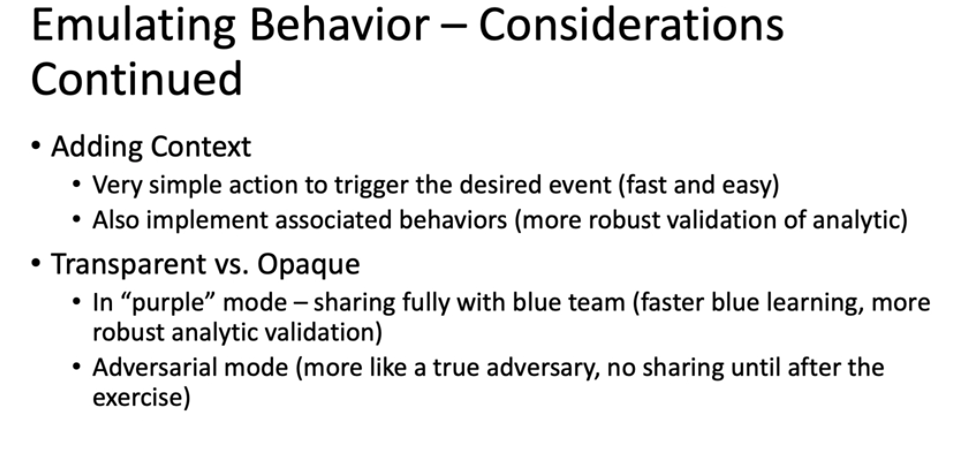 Emulating Behavior – Considerations
Continued
• Adding Context
• Very simple action to trigger the desired event (fast and easy)
• Also implement associated behaviors (more robust validation of analytic)
• Transparent vs. Opaque
• In “purple” mode – sharing fully with blue team (faster blue learning, more
robust analytic validation)
• Adversarial mode (more like a true adversary, no sharing until after the
exercise)